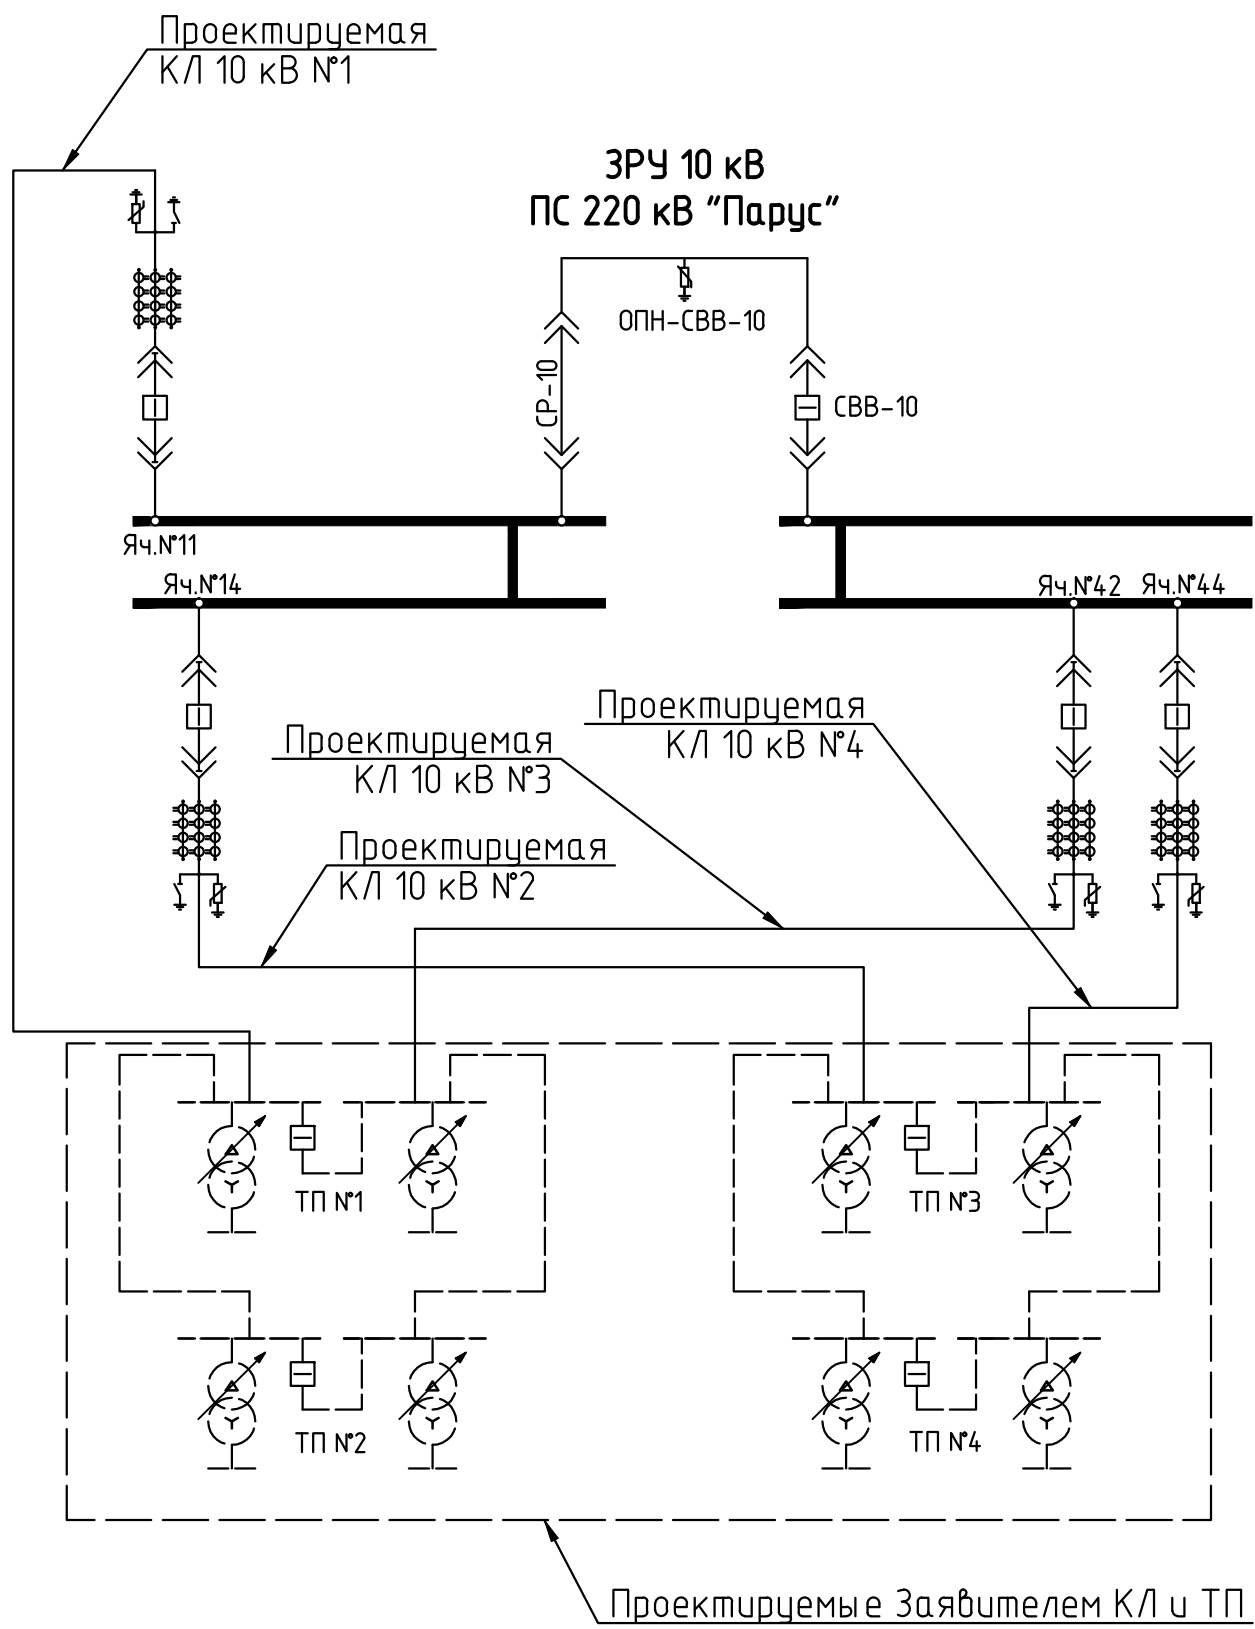 Проектируемая
КЛ 10 кВ №1
ЗРУ 10 кВ
ПС 220 кВ "Парус"
ОПН-СВВ-10
СР-10
СВВ-10
Яч.№11
Яч.№14
Яч.№42
Яч.№44
Проектируемая
КЛ 10 кВ №4
Проектируемая
КЛ 10 кВ №3
Проектируемая
КЛ 10 кВ №2
ТП №1
ТП №3
ТП №2
ТП №4
Проектируемые Заявителем КЛ и ТП